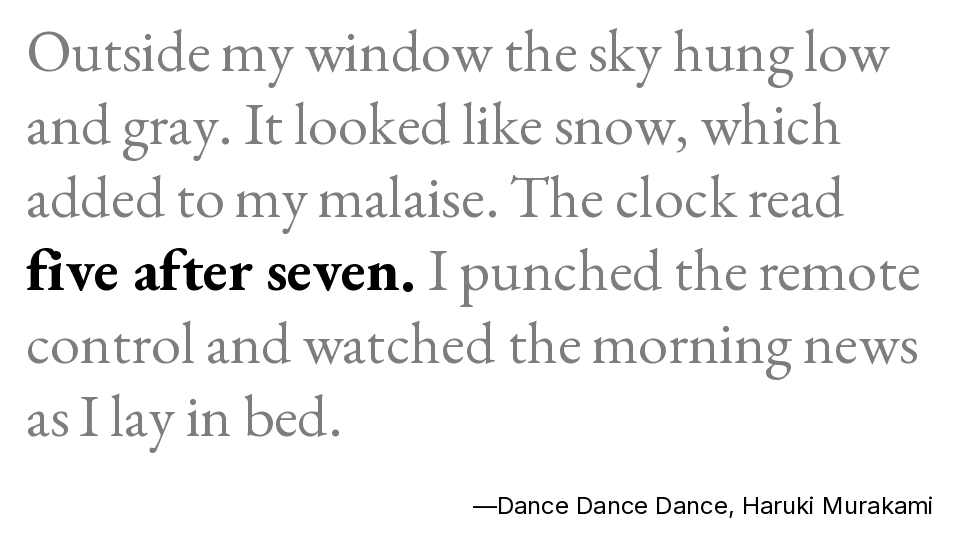 Outside my window the sky hung low
and gray. It looked like snow, which
added to my malaise. The clock read
five after seven. I punched the remote
control and watched the morning news
as I lay in bed.
—Dance Dance Dance, Haruki Murakami